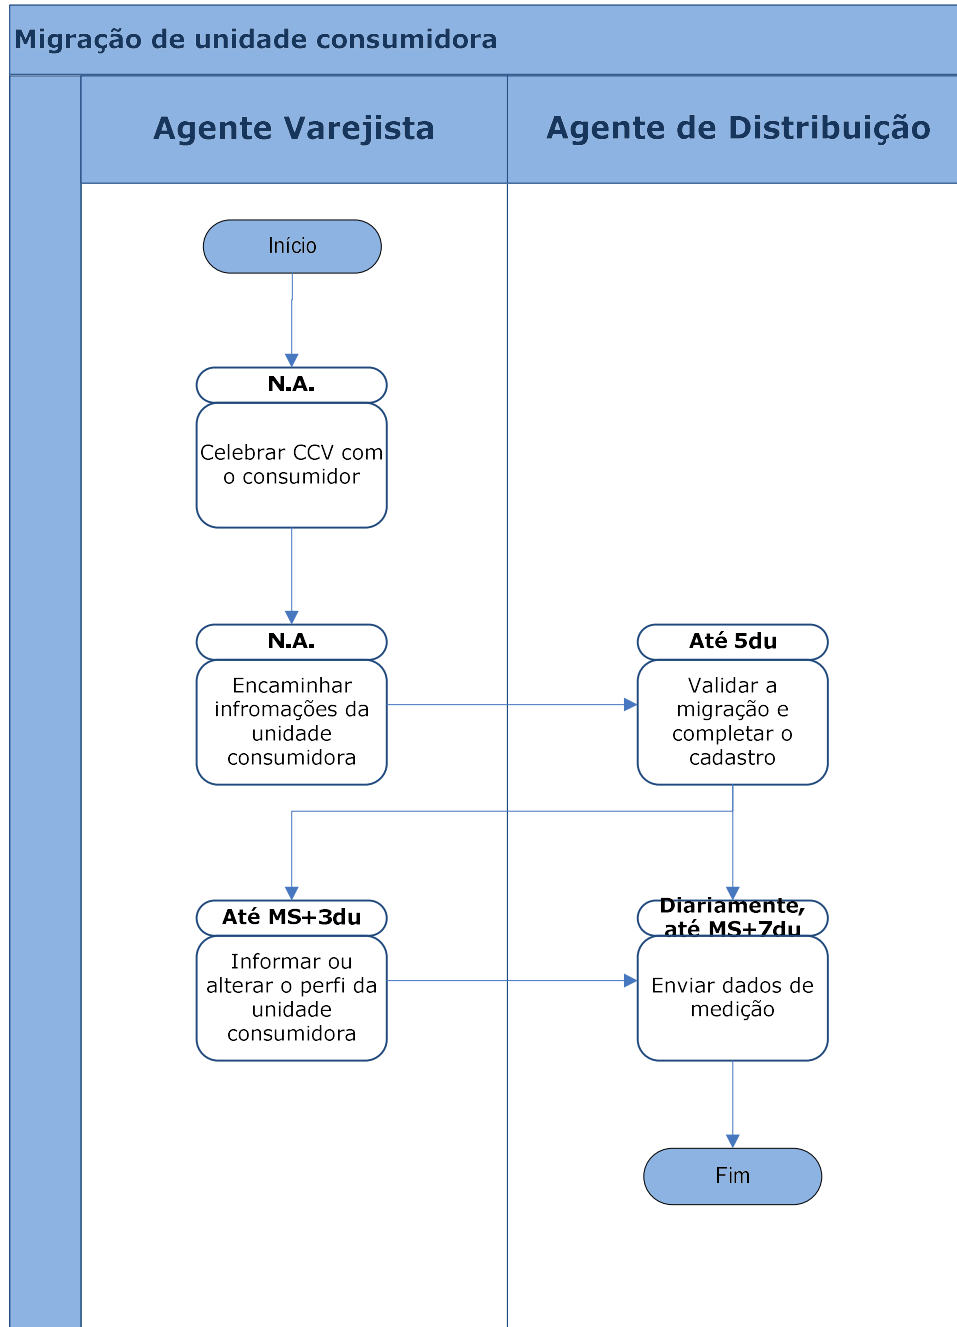 Migração de unidade consumidora
Agente Varejista
Agente de Distribuição
Início
N.A.
Celebrar CCV com
o consumidor
N.A.
Encaminhar
infromações da
unidade
consumidora
Até 5du
Validar a
migração e
completar o
cadastro
Até MS+3du
Informar ou
alterar o perfi da
unidade
consumidora
Diariamente,
até MS+7du
Enviar dados de
medição
Fim